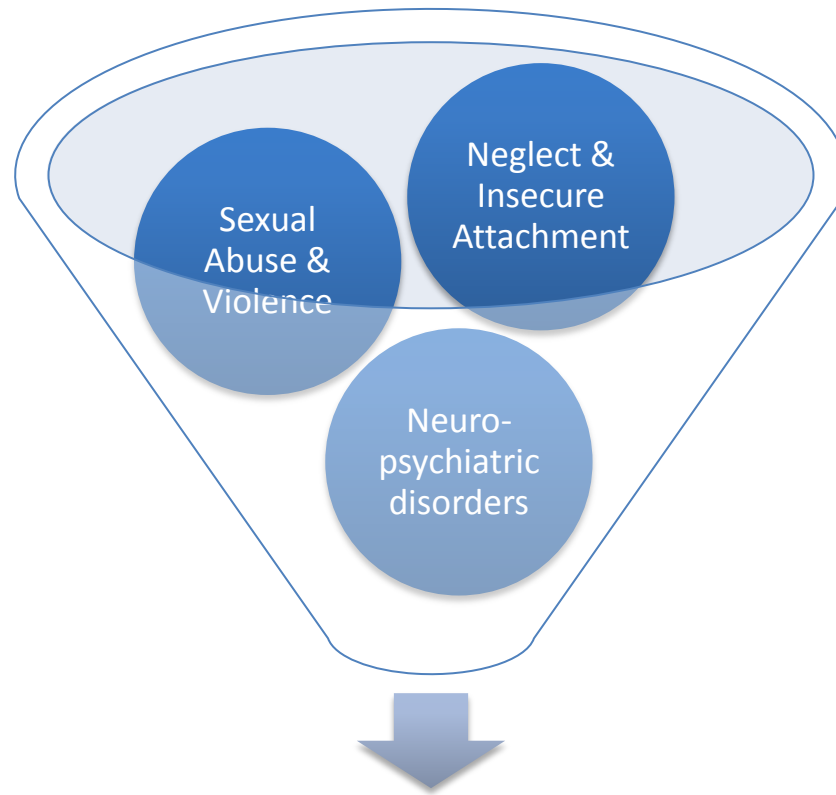 Neglect &
Insecure
Attachment
Sexual
Abuse &
Violence
Neuro-
psychiatric
disorders